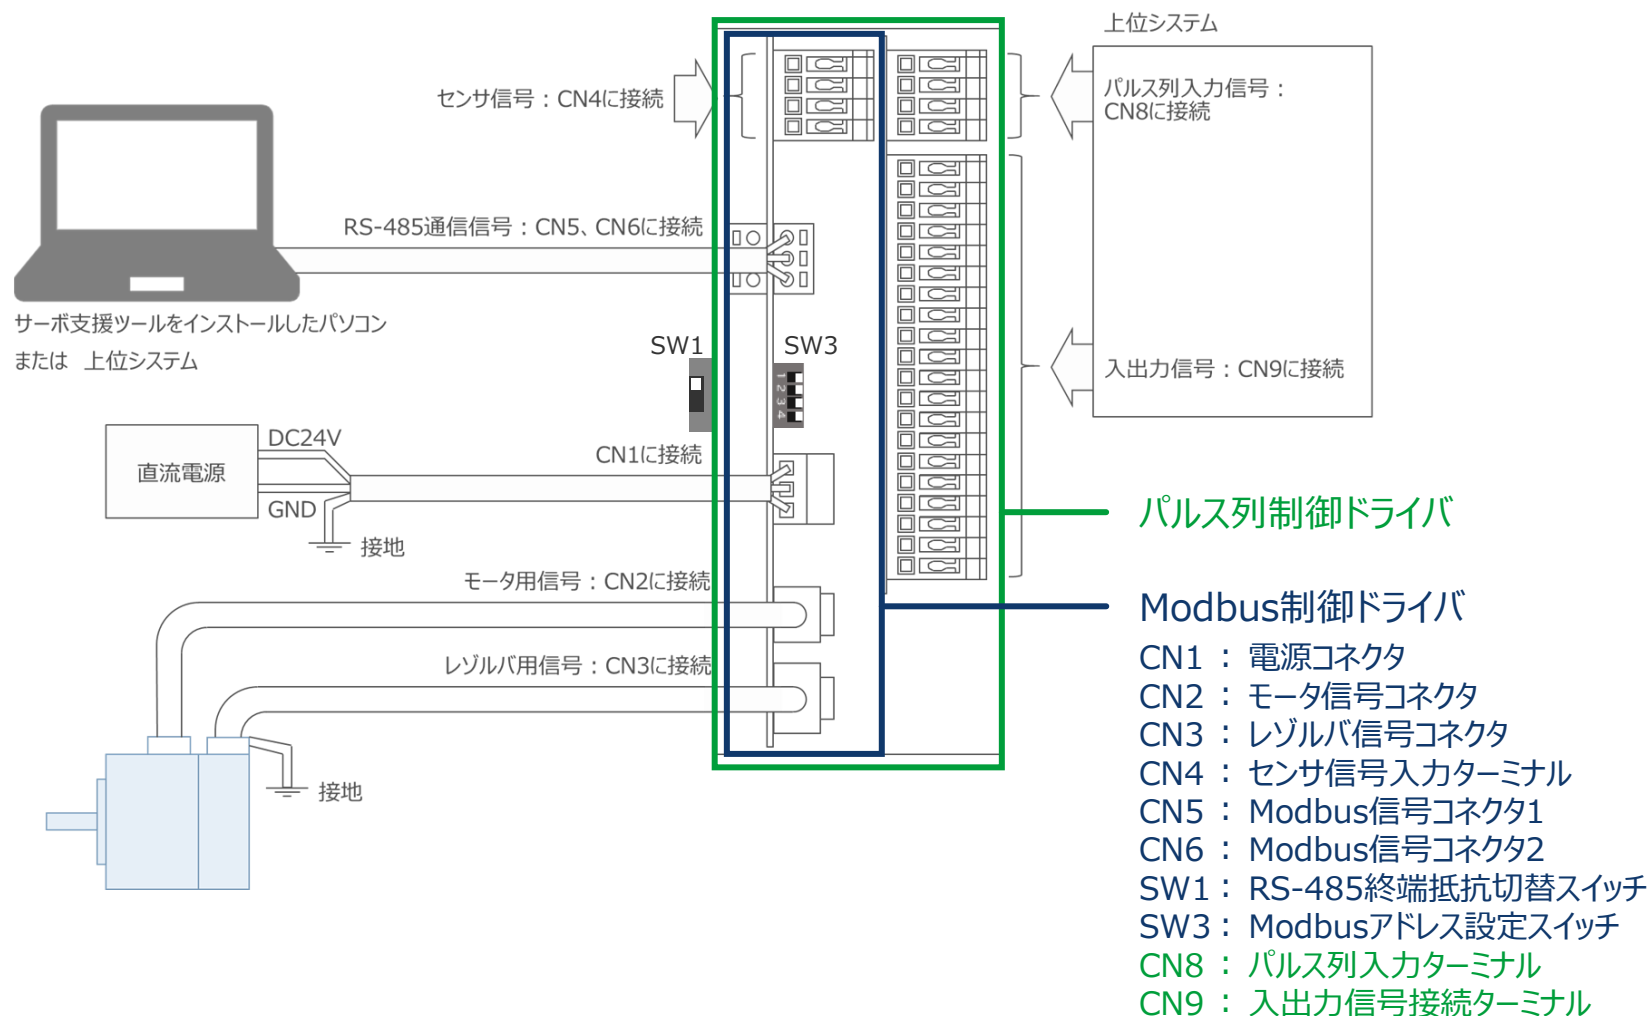 上位システム
センサ信号：CN4に接続
パルス列入力信号：
CN8に接続
RS-485通信信号：CN5、CN6に接続
サーボ支援ツールをインストールしたパソコン
または 上位システム
SW1
SW3
1 2 3 4
入出力信号：CN9に接続
直流電源
DC24V
GND
接地
CN1に接続
パルス列制御ドライバ
モータ用信号：CN2に接続
Modbus制御ドライバ
レゾルバ用信号：CN3に接続
接地
CN1：電源コネクタ
CN2：モータ信号コネクタ
CN3：レゾルバ信号コネクタ
CN4：センサ信号入力ターミナル
CN5：Modbus信号コネクタ1
CN6：Modbus信号コネクタ2
SW1：RS-485終端抵抗切替スイッチ
SW3：Modbusアドレス設定スイッチ
CN8：パルス列入力ターミナル
CN9：入出力信号接続ターミナル